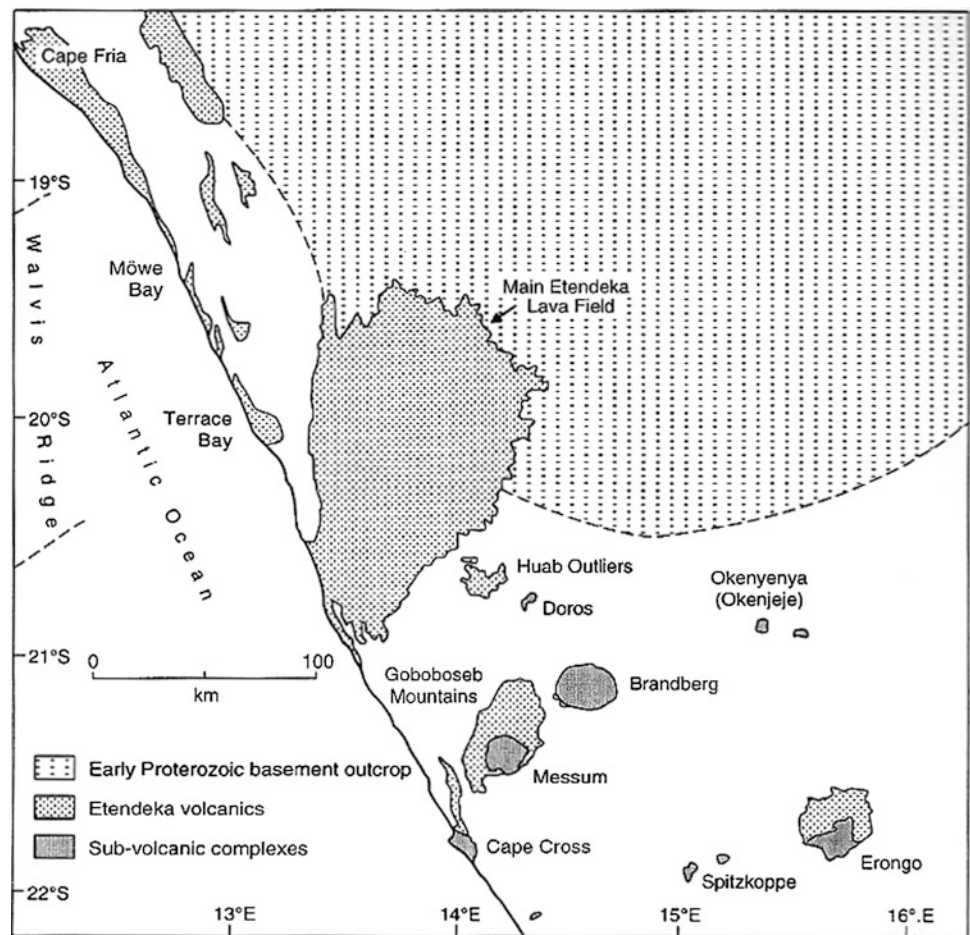 Cape Fria
19°S
Walvis Ridge
Möwe
Bay
Main Etendeka
Lava Field
Atlantic Ocean
20°S
Terrace
Bay
Huab Outliers
Doros
Okenyenya
(Okenjeje)
21°S
0 100
km
Goboboseb
Mountains
Brandberg
Messum
Early Proterozoic basement outcrop
Etendeka volcanics
Sub-volcanic complexes
Cape Cross
Spitzkoppe
Erongo
22°S
13°E 14°E 15°E 16°.E